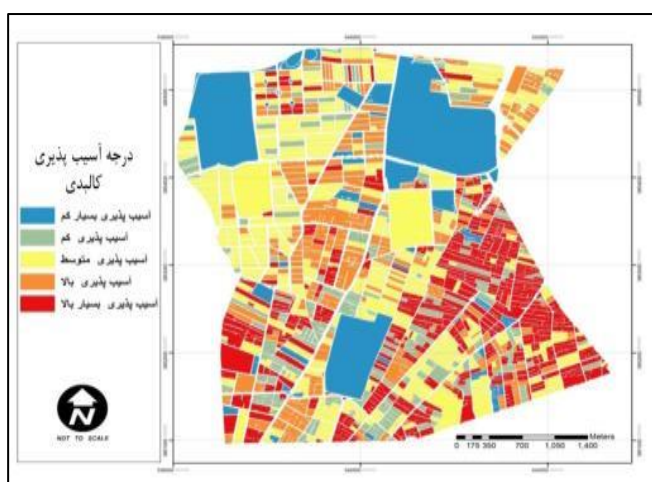 درجه آسیب پذیری
کالبدی
آسیب پذیری بسیار کم
آسیب پذیری کم
آسیب پذیری متوسط
آسیب پذیری بالا
آسیب پذیری بسیار بالا
N
NOT TO SCALE
Meters
0 175 350 700 1,050 1,400